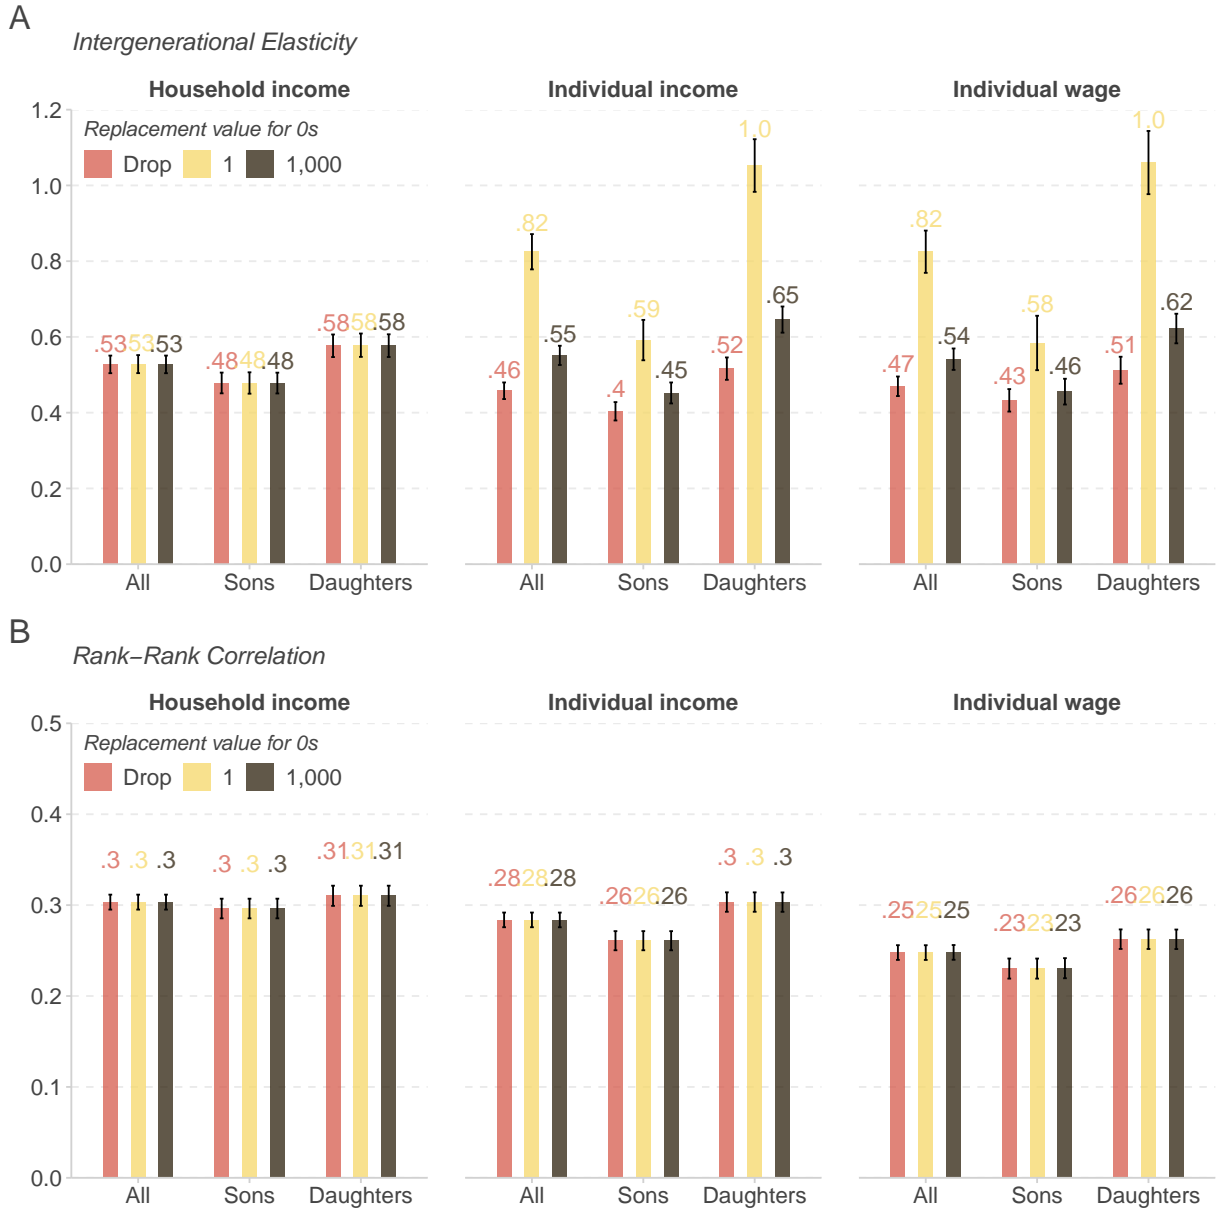 A
Intergenerational Elasticity
Household income
Individual income
Individual wage
Replacement value for 0s
Drop 1 1,000
1.2
1.0
0.8
0.6
0.4
0.2
0.0
.53 .53 .53 .48 .48 .48 .58 .58 .58
.46 .82 .55 .4 .59 .45 .52 1.0 .65
.47 .82 .54 .43 .58 .46 .51 1.0 .62
All Sons Daughters
All Sons Daughters
All Sons Daughters
B
Rank–Rank Correlation
Household income
Individual income
Individual wage
Replacement value for 0s
Drop 1 1,000
0.5
0.4
0.3
0.2
0.1
0.0
.3 .3 .3 .3 .3 .3 .31 .31 .31
.28 .28 .28 .26 .26 .26 .3 .3 .3
.25 .25 .25 .23 .23 .23 .26 .26 .26
All Sons Daughters
All Sons Daughters
All Sons Daughters